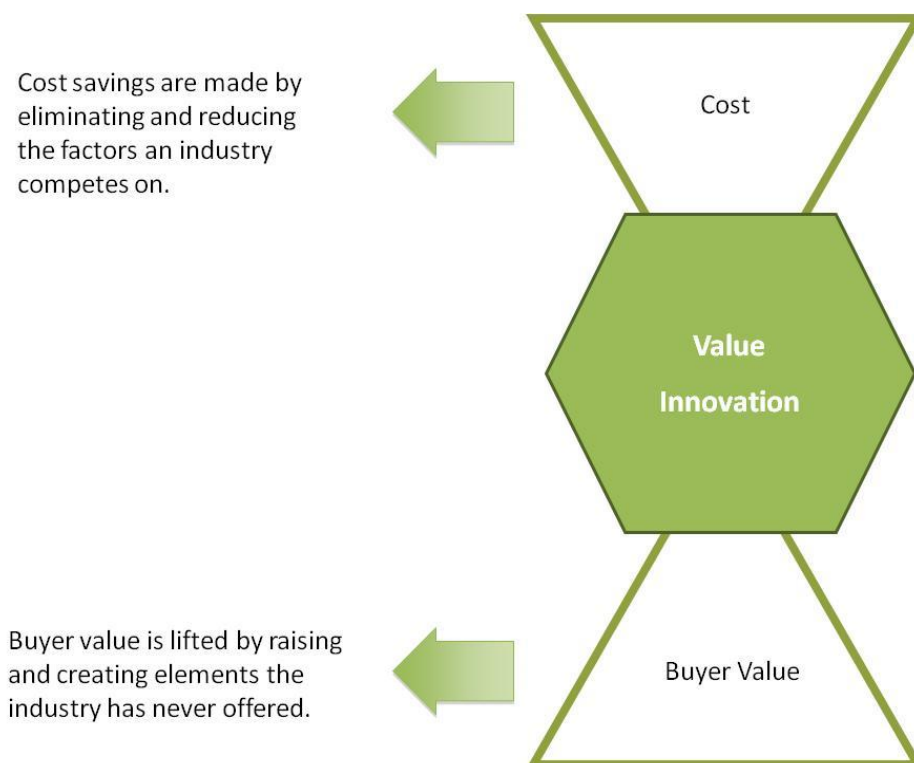 Cost savings are made by
eliminating and reducing
the factors an industry
competes on.
Cost
Value
Innovation
Buyer value is lifted by raising
and creating elements the
industry has never offered.
Buyer Value